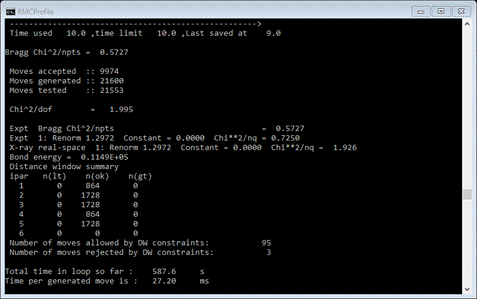 RMCProfile
------------------------------------------------->
Time used   10.0 ,time limit   10.0 ,Last saved at    9.0
Bragg Chi^2/npts =  0.5727
Moves accepted  :: 9974
Moves generated :: 21600
Moves tested    :: 21553
Chi^2/dof       =   1.995
Expt  Bragg Chi^2/npts                                  =  0.5727
Expt  1: Renorm 1.2972  Constant = 0.0000  Chi**2/nq = 0.7250
X-ray real-space  1: Renorm 1.2972  Constant = 0.0000  Chi**2/nq =  1.926
Bond energy =  0.1149E+05
Distance window summary
ipar   n(lt)    n(ok)    n(gt)
1       0      864        0
2       0     1728        0
3       0     1728        0
4       0      864        0
5       0     1728        0
6       0        0        0
Number of moves allowed by DW constraints:            95
Number of moves rejected by DW constraints:            3
Total time in loop so far :    587.6     s
Time per generated move is :   27.20     ms